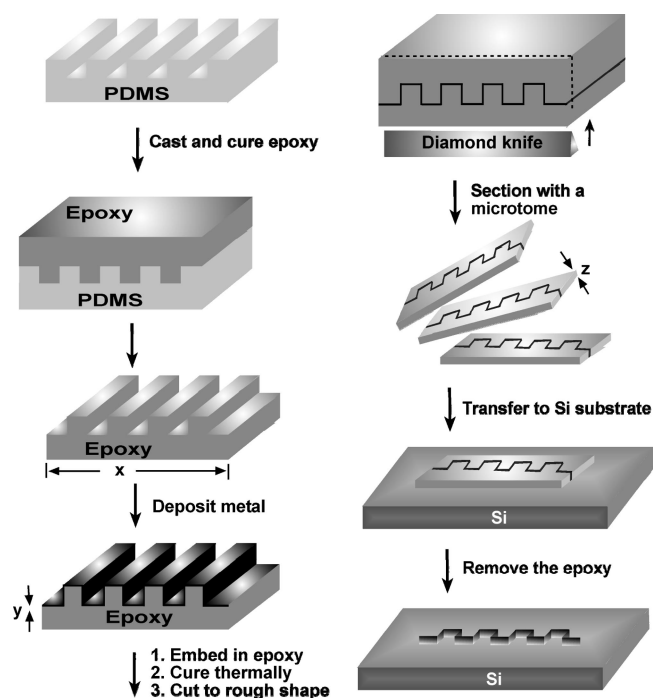 PDMS
Cast and cure epoxy
Epoxy
PDMS
Epoxy
x
Deposit metal
y
Epoxy
1. Embed in epoxy
2. Cure thermally
3. Cut to rough shape
Diamond knife
Section with a
microtome
z
Transfer to Si substrate
Si
Remove the epoxy
Si